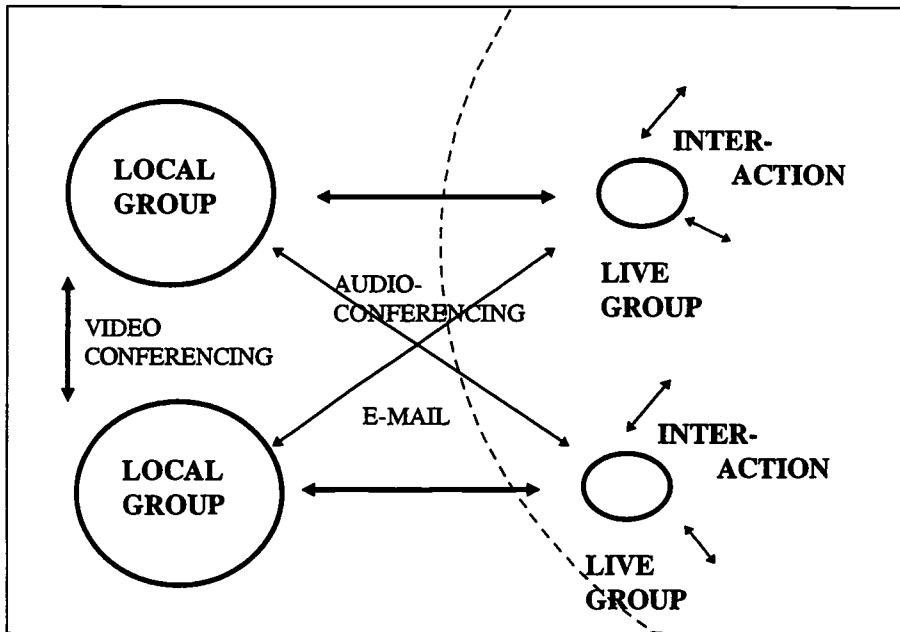 LOCAL
GROUP
INTER-
ACTION
LIVE
GROUP
AUDIO-
CONFERENCING
VIDEO
CONFERENCING
E-MAIL
LOCAL
GROUP
INTER-
ACTION
LIVE
GROUP